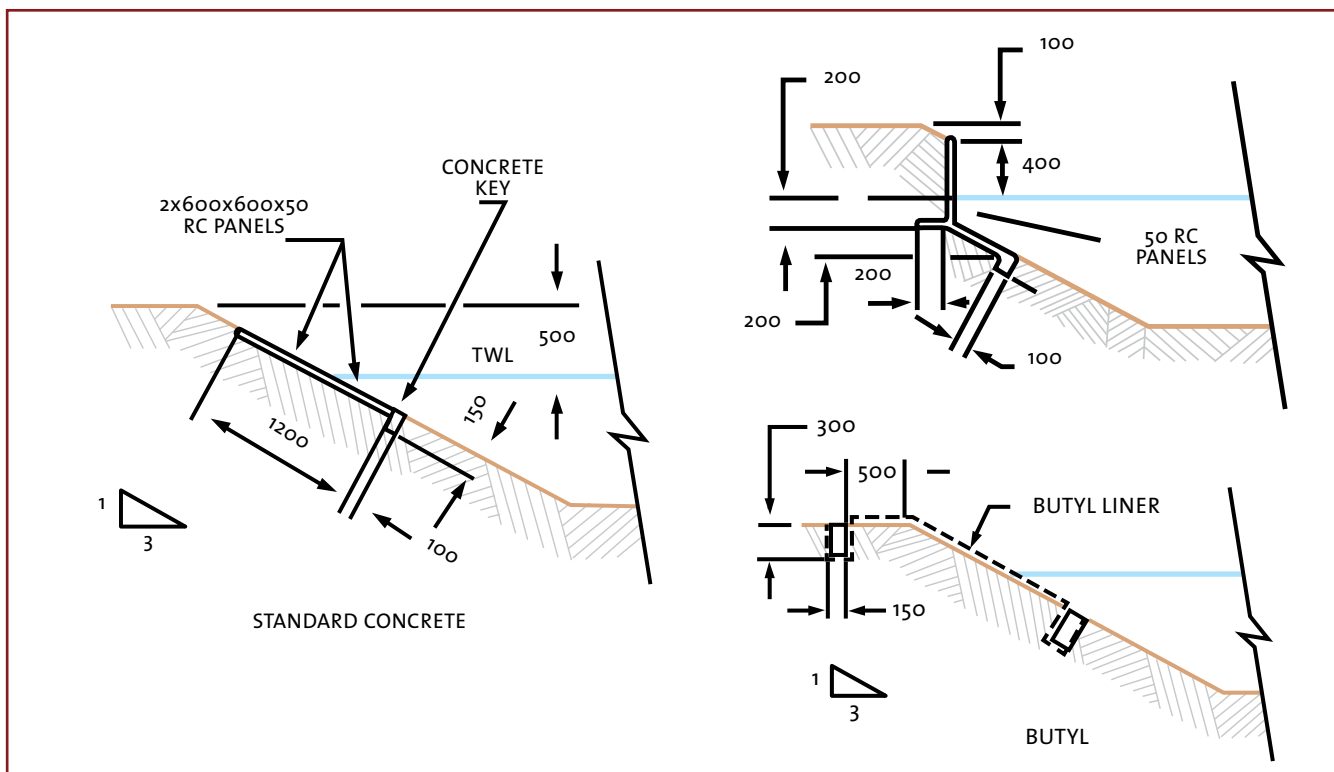 CONCRETE
KEY
2x600x600x50
RC PANELS
500
TWL
150
1200
100
1
3
STANDARD CONCRETE
100
200
400
50 RC
PANELS
200
200
100
300
500
BUTYL LINER
150
1
3
BUTYL